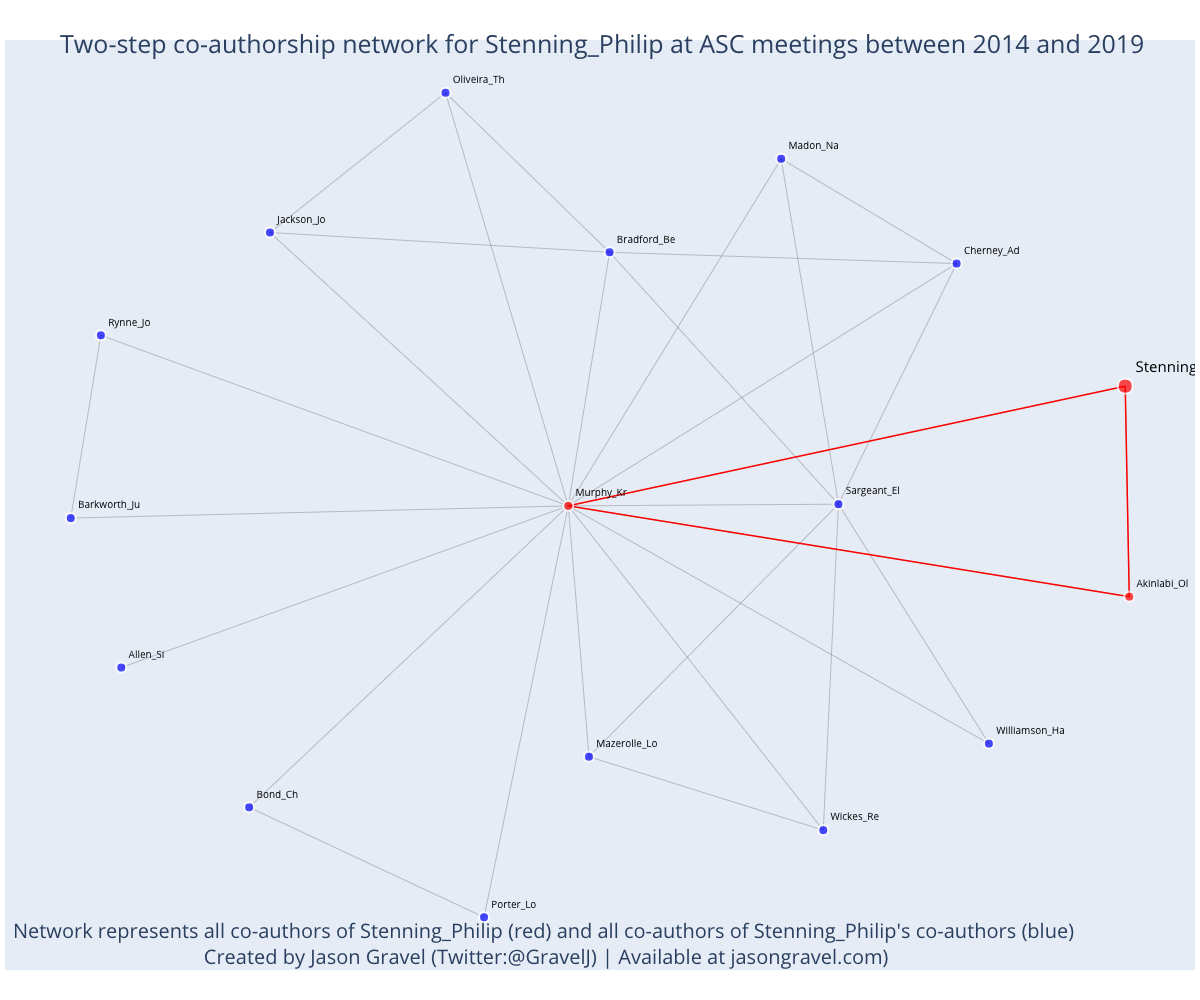 Two-step co-authorship network for Stenning_Philip at ASC meetings between 2014 and 2019
Oliveira_Th
Madon_Na
Jackson_Jo
Bradford_Be
Cherney_Ad
Rynne_Jo
Stenning
Murphy_Kr
Sargeant_El
Barkworth_Ju
Akinlabi_Ol
Allen_Si
Williamson_Ha
Mazerolle_Lo
Bond_Ch
Wickes_Re
Porter_Lo
Network represents all co-authors of Stenning_Philip (red) and all co-authors of Stenning_Philip's co-authors (blue)
Created by Jason Gravel (Twitter:@GravelJ) | Available at jasongravel.com)